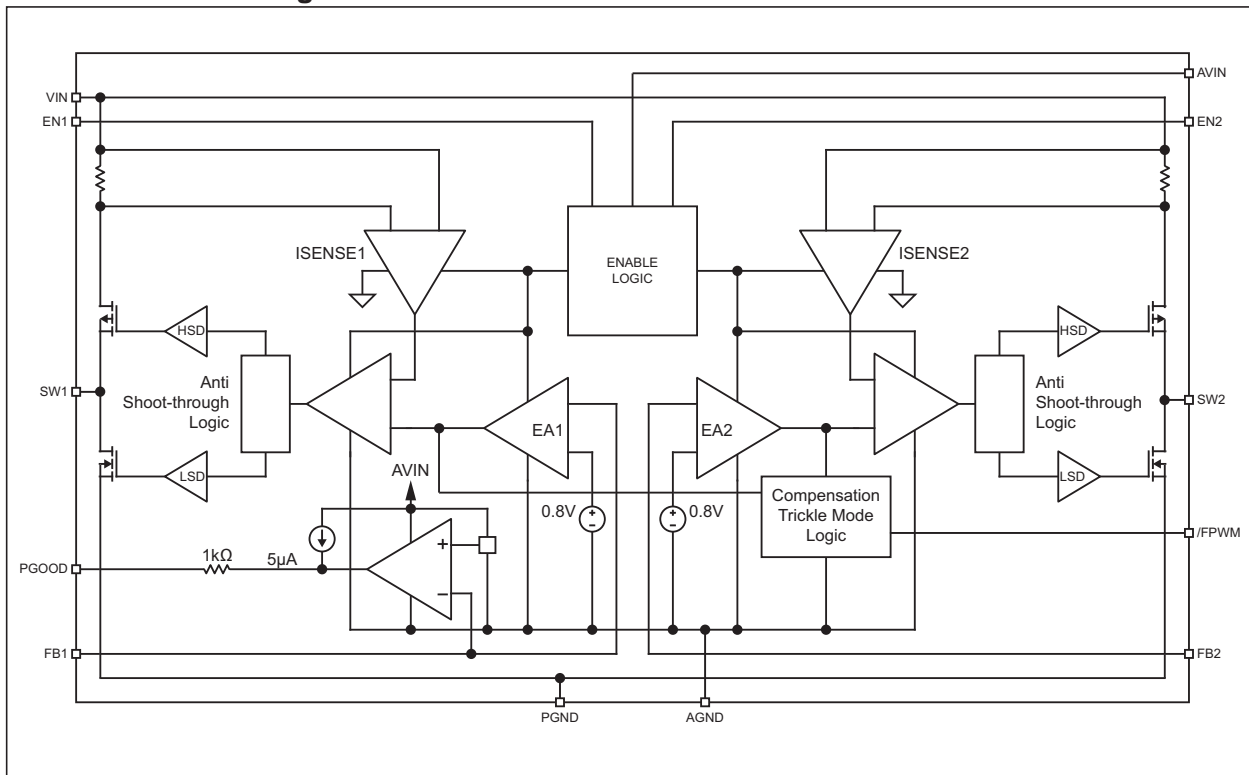 AVIN
VIN
EN1
EN2
ISENSE1
ENABLE
LOGIC
ISENSE2
HSD
HSD
SW1
Anti
Shoot-through
Logic
EA1
EA2
Anti
Shoot-through
Logic
SW2
LSD
LSD
AVIN
0.8V
0.8V
Compensation
Trickle Mode
Logic
/FPWM
+
-
+
-
+
−
1kΩ
5µA
PGOOD
FB1
FB2
PGND
AGND